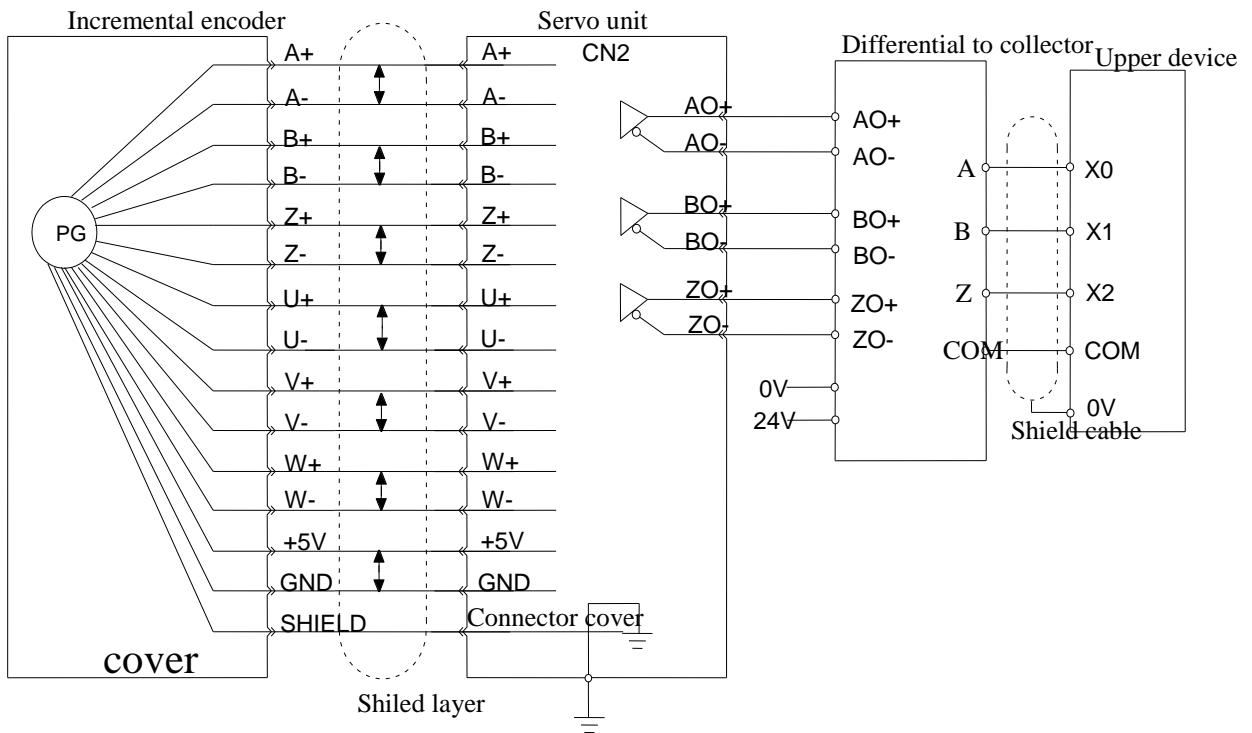 Incremental encoder
Servo unit
CN2
Differential to collector
Upper device
PG
A+
A-
B+
B-
Z+
Z-
U+
U-
V+
V-
W+
W-
+5V
GND
SHIELD
cover
Shiled layer
A+
A-
B+
B-
Z+
Z-
U+
U-
V+
V-
W+
W-
+5V
GND
Connector cover
AO+
AO-
BO+
BO-
ZO+
ZO-
AO+
AO-
BO+
BO-
ZO+
ZO-
0V
24V
A
B
Z
COM
X0
X1
X2
COM
0V
Shield cable